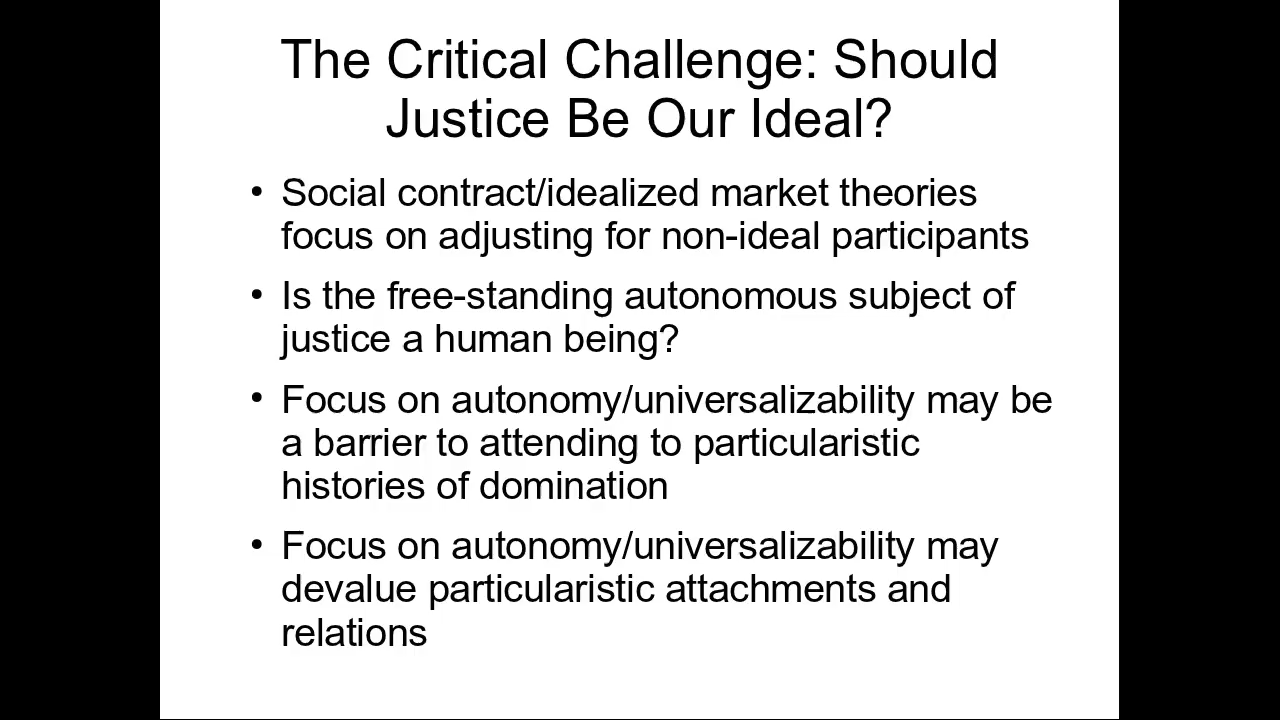 The Critical Challenge: Should
Justice Be Our Ideal?
• Social contract/idealized market theories
focus on adjusting for non-ideal participants
• Is the free-standing autonomous subject of
justice a human being?
• Focus on autonomy/universalizability may be
a barrier to attending to particularistic
histories of domination
• Focus on autonomy/universalizability may
devalue particularistic attachments and
relations